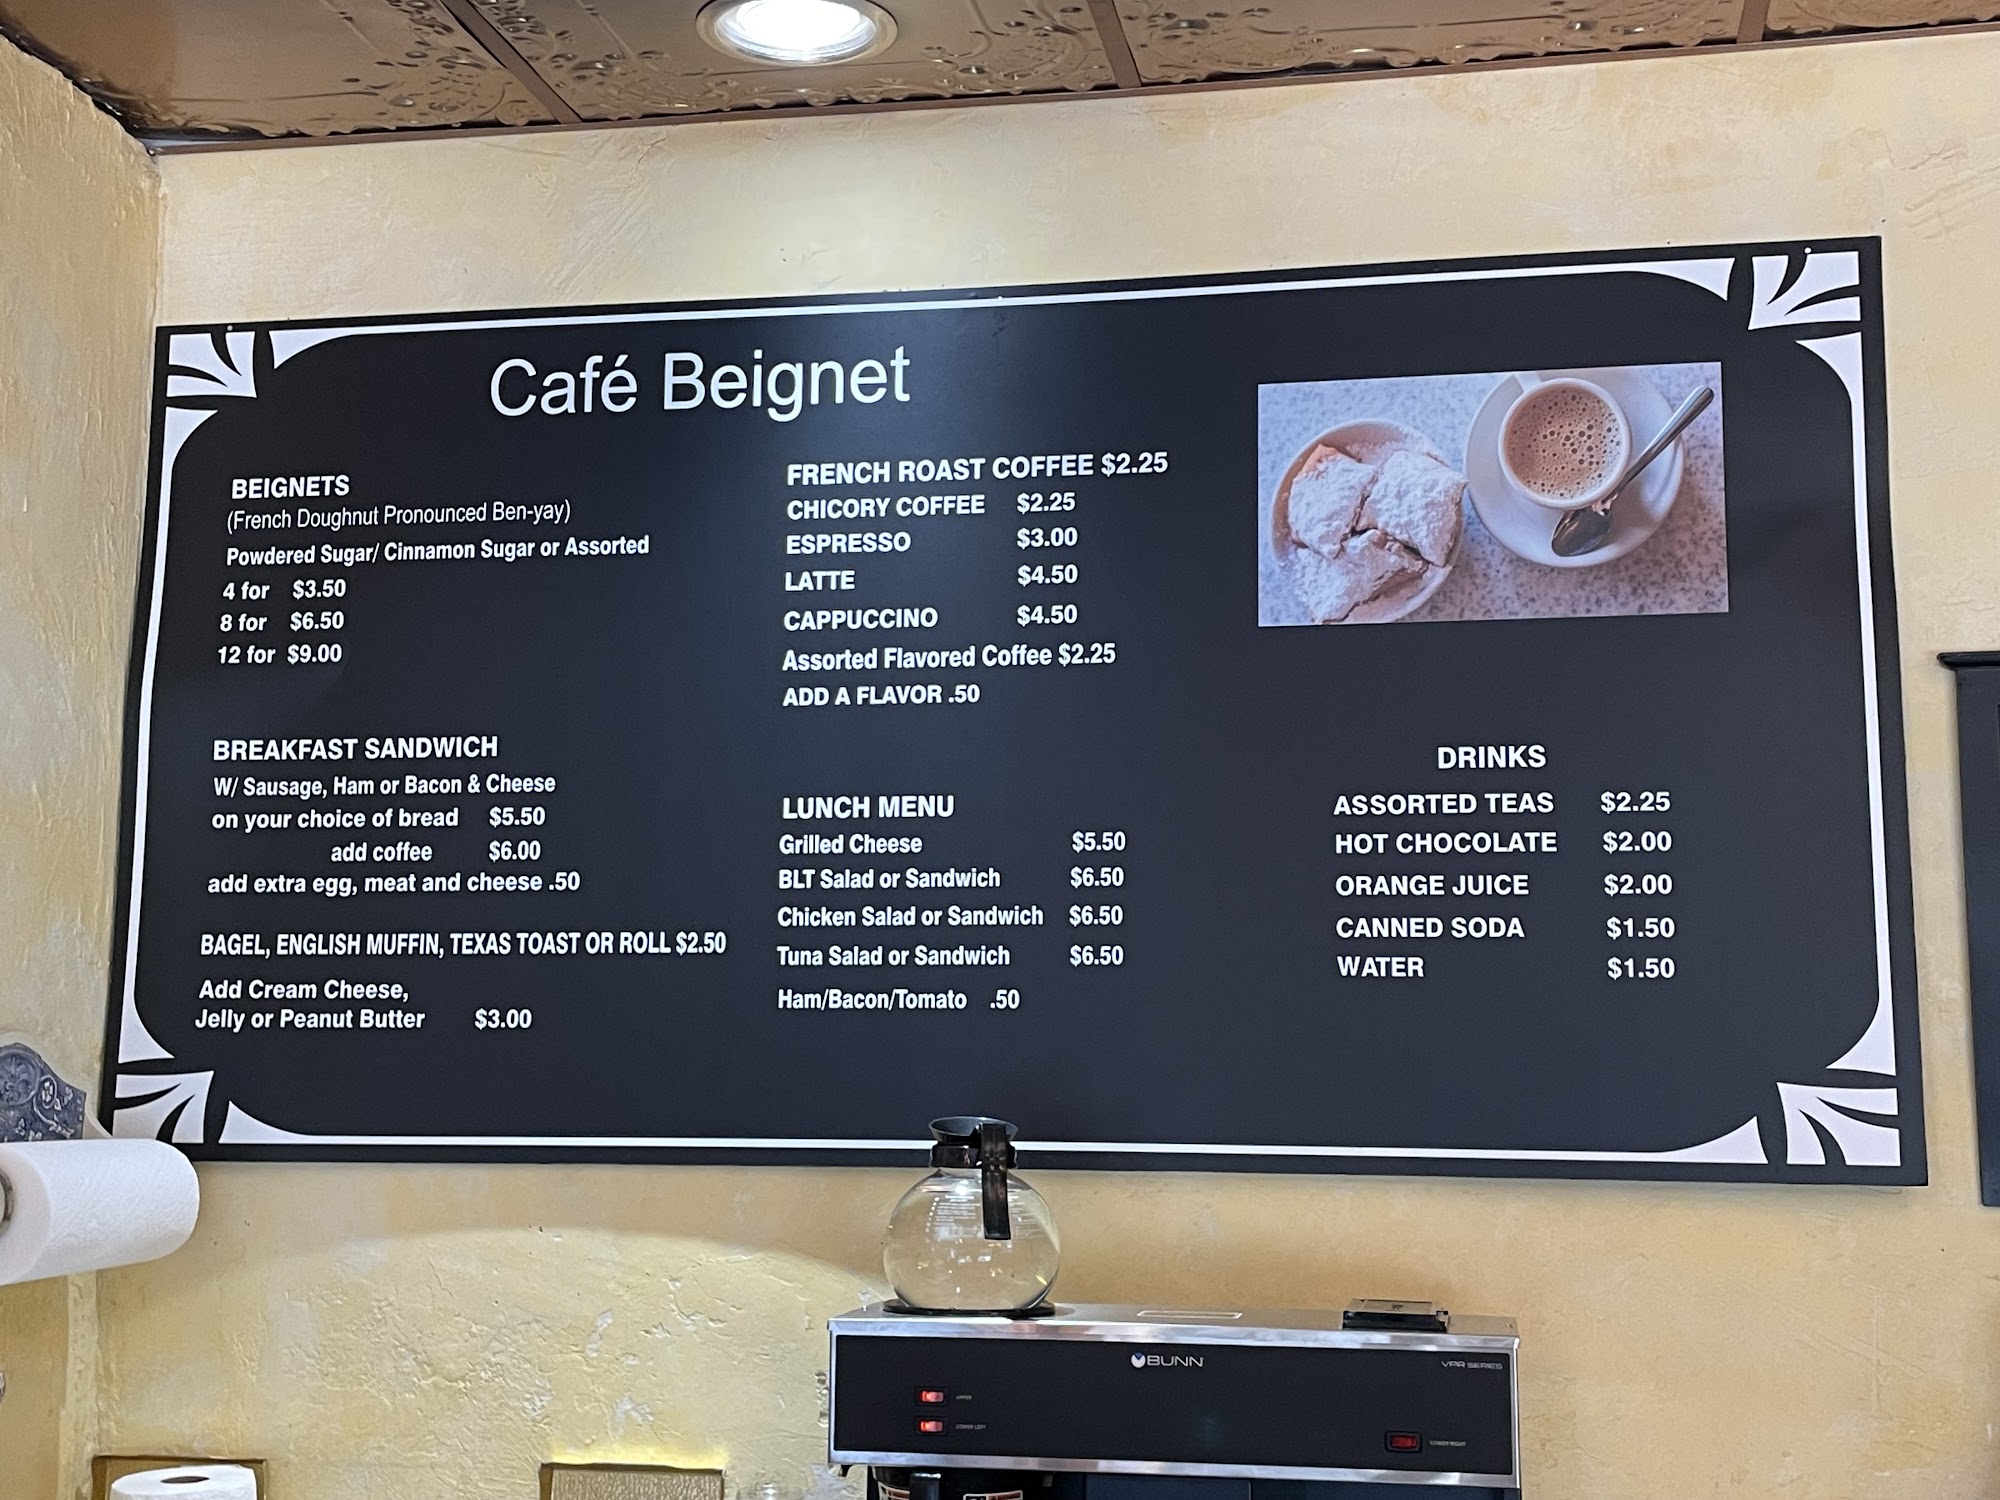 Café Beignet
BEIGNETS
(French Doughnut Pronounced Ben-yay)
Powdered Sugar/ Cinnamon Sugar or Assorted
4 for $3.50
8 for $6.50
12 for $9.00
BREAKFAST SANDWICH
W/ Sausage, Ham or Bacon & Cheese
on your choice of bread $5.50
add coffee $6.00
add extra egg, meat and cheese .50
BAGEL, ENGLISH MUFFIN, TEXAS TOAST OR ROLL $2.50
Add Cream Cheese,
Jelly or Peanut Butter $3.00
FRENCH ROAST COFFEE $2.25
CHICORY COFFEE $2.25
ESPRESSO $3.00
LATTE $4.50
CAPPUCCINO $4.50
Assorted Flavored Coffee $2.25
ADD A FLAVOR .50
LUNCH MENU
Grilled Cheese $5.50
BLT Salad or Sandwich $6.50
Chicken Salad or Sandwich $6.50
Tuna Salad or Sandwich $6.50
Ham/Bacon/Tomato .50
DRINKS
ASSORTED TEAS $2.25
HOT CHOCOLATE $2.00
ORANGE JUICE $2.00
CANNED SODA $1.50
WATER $1.50
BUNN
VPR SERIES
UPPER
LOWER LEFT
LOWER RIGHT